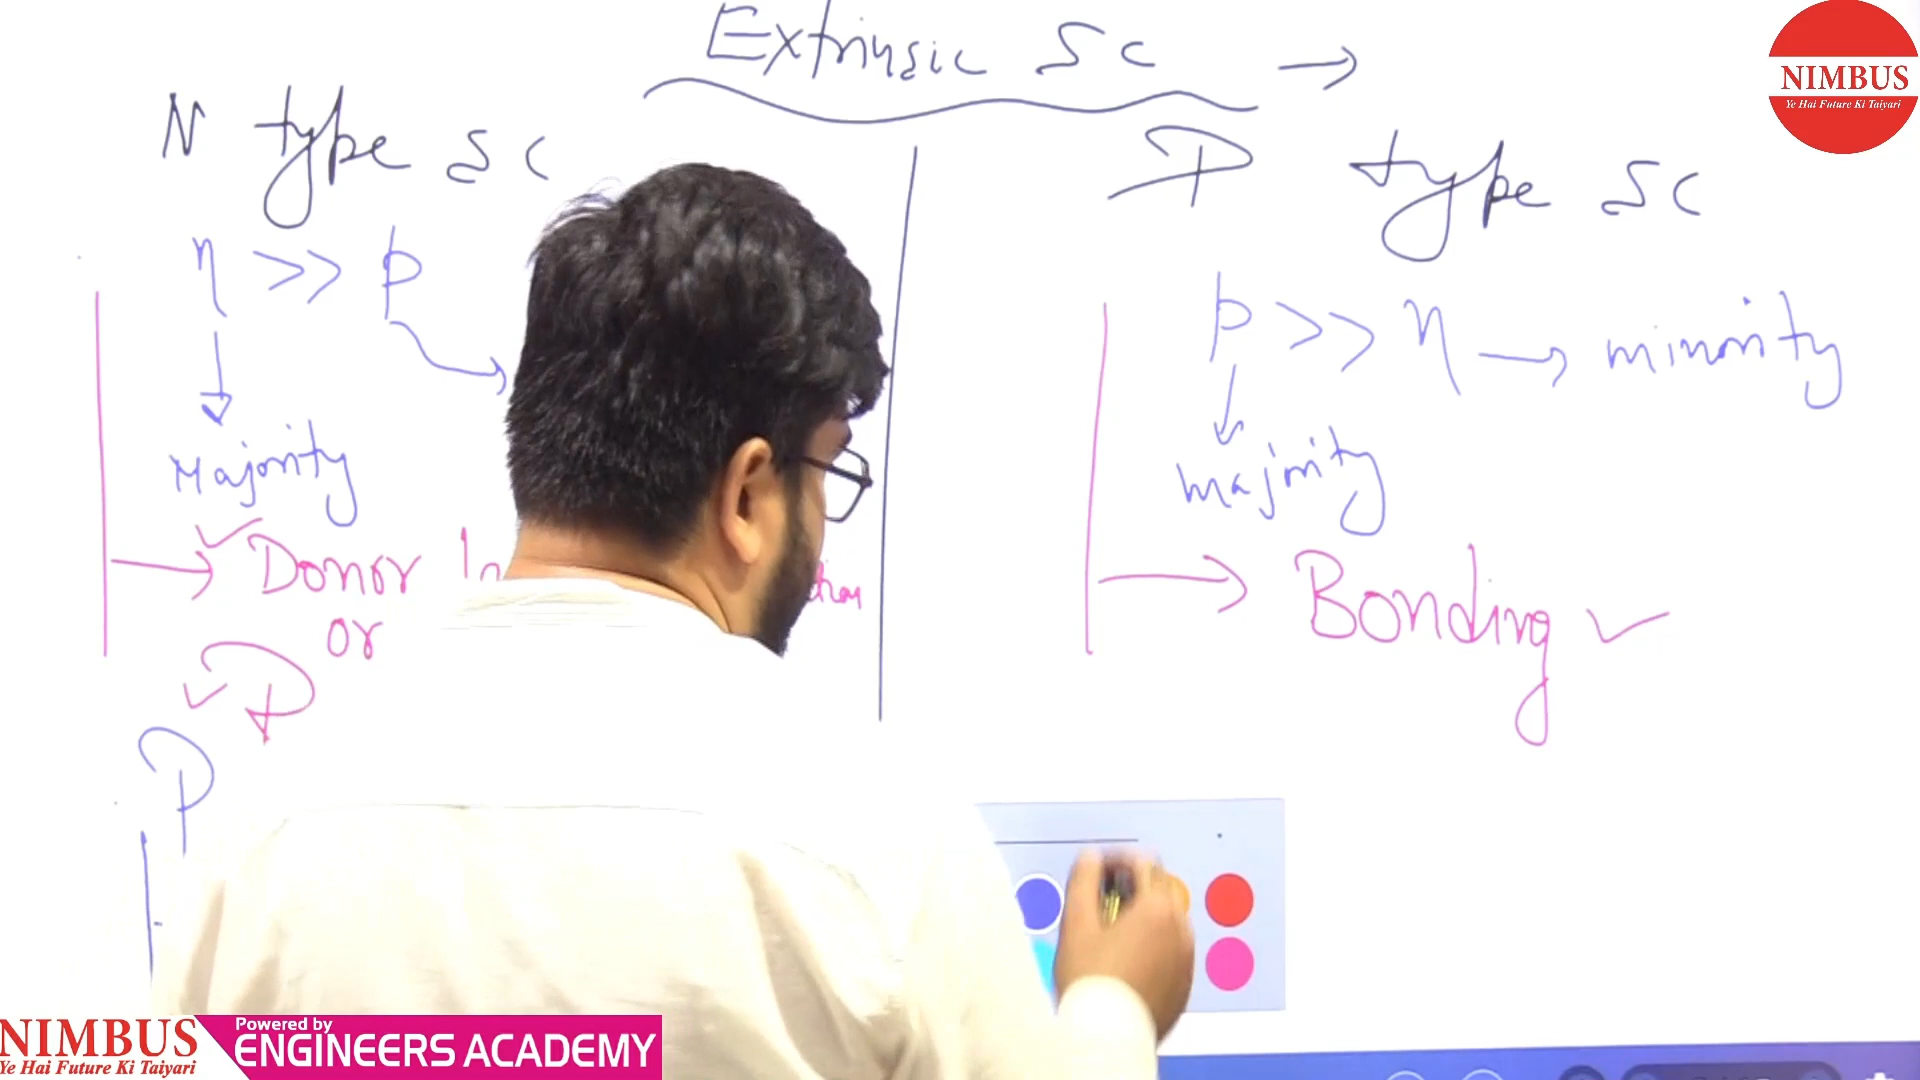 Extrinsic SC →
NIMBUS
Ye Hai Future Ki Taiyari
N type SC
P type SC
η >> p
p >> η → minority
Majority
majority
→ Donor
or
P
→ Bonding ✓
P
NIMBUS
Ye Hai Future Ki Taiyari
Powered by
ENGINEERS ACADEMY